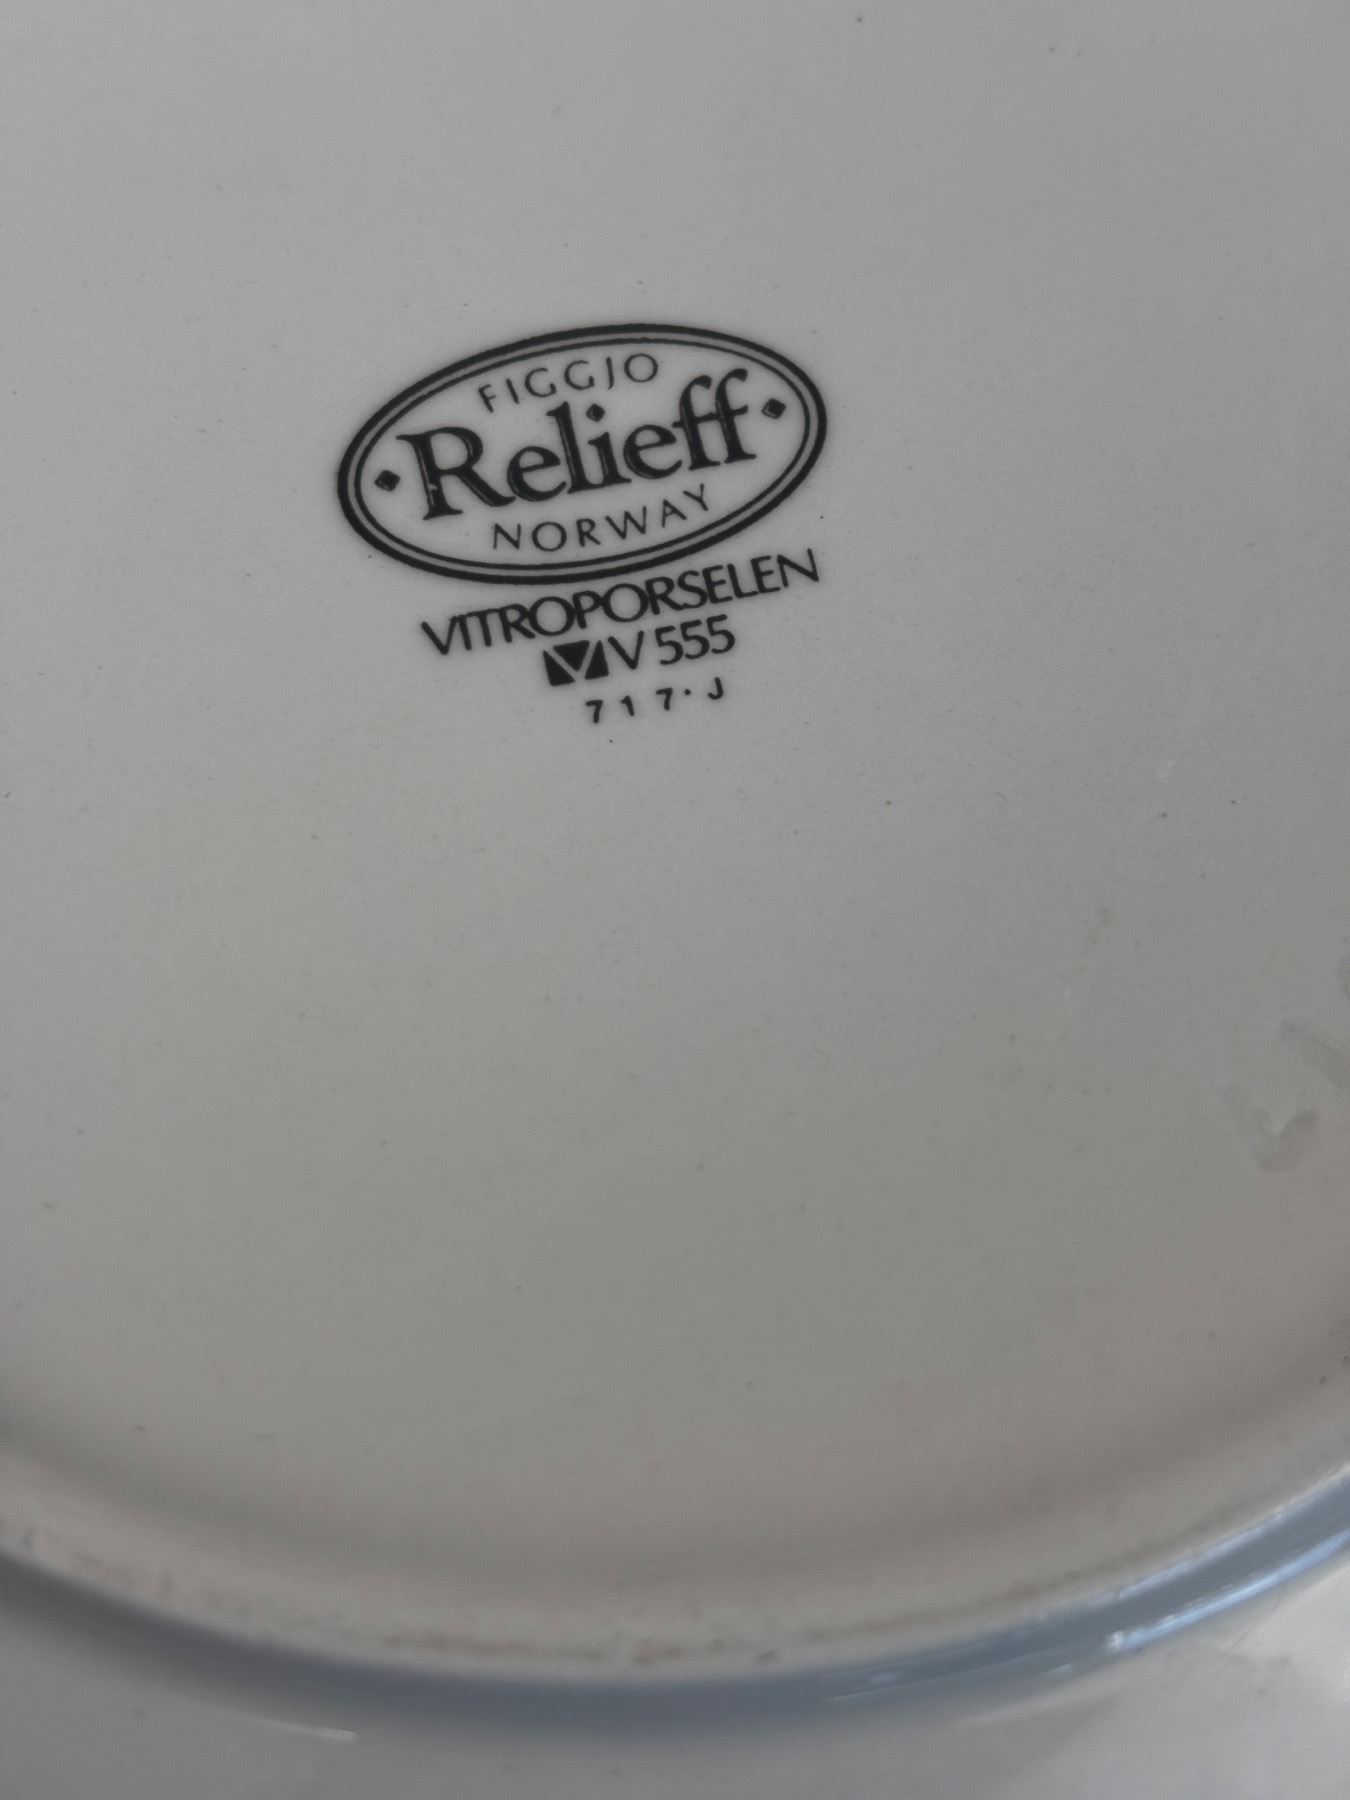 FIGGJO
Relieff
NORWAY
VITROPORSELEN
V 555
717·J